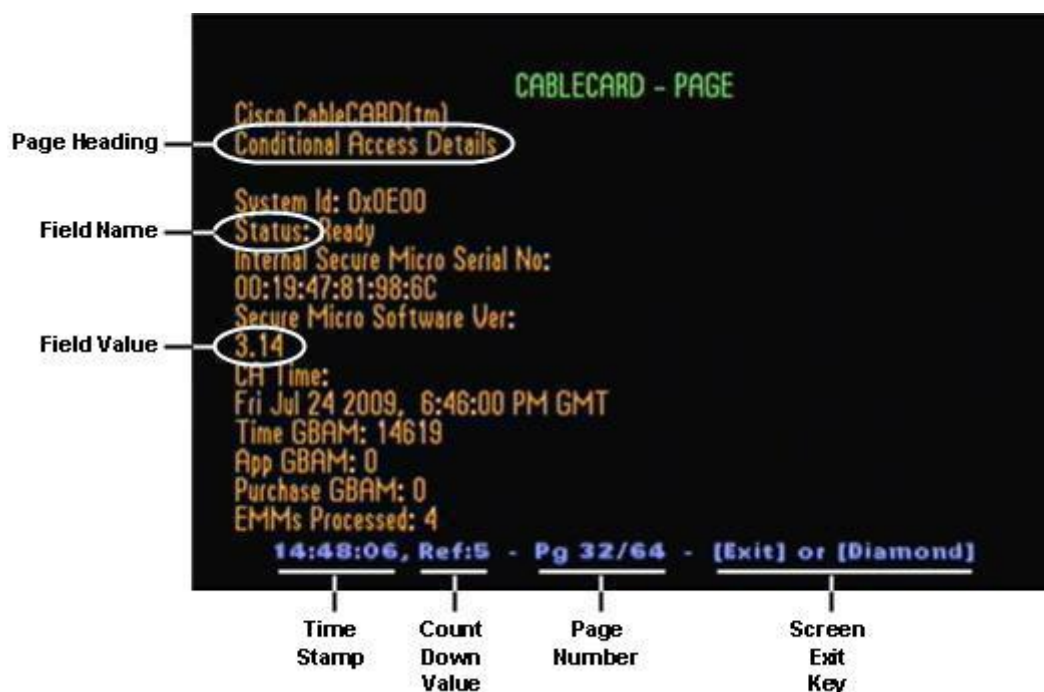 CABLECARD - PAGE
Cisco CableCARD(tm)
Page Heading
Conditional Access Details
System Id: 0x0E00
Field Name
Status: Ready
Internal Secure Micro Serial No:
00:19:47:81:98:6C
Secure Micro Software Ver:
Field Value
3.14
CA Time:
Fri Jul 24 2009, 6:46:00 PM GMT
Time GBAM: 14619
App GBAM: 0
Purchase GBAM: 0
EMMs Processed: 4
14:48:06, Ref:5 - Pg 32/64 - [Exit] or [Diamond]
Time
Stamp
Count
Down
Value
Page
Number
Screen
Exit
Key